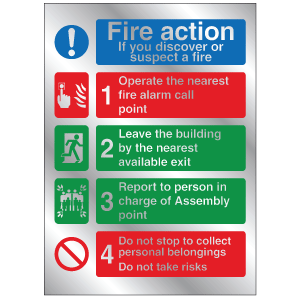 Fire action
If you discover or
suspect a fire
1 Operate the nearest
fire alarm call
point
2 Leave the building
by the nearest
available exit
3 Report to person in
charge of Assembly
point
4 Do not stop to collect
personal belongings
Do not take risks